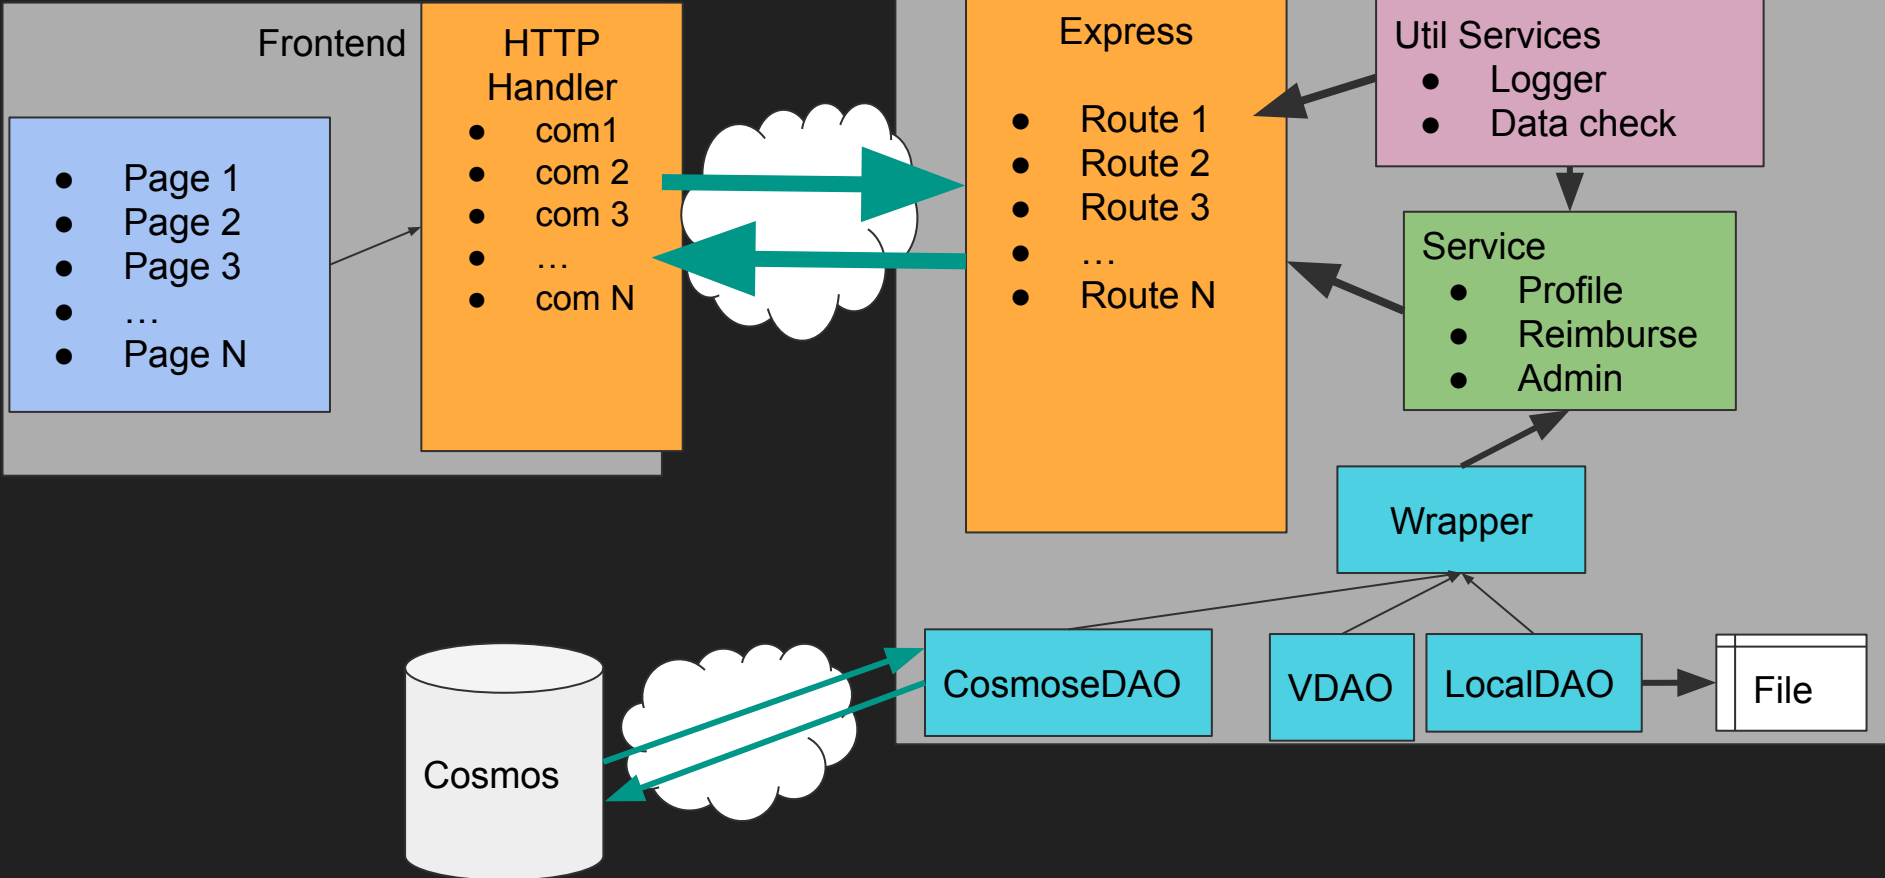 Frontend
● Page 1
● Page 2
● Page 3
● …
● Page N
HTTP
Handler
● com1
● com 2
● com 3
● …
● com N
Express
● Route 1
● Route 2
● Route 3
● …
● Route N
Util Services
● Logger
● Data check
Service
● Profile
● Reimburse
● Admin
Wrapper
CosmoseDAO
VDAO
LocalDAO
File
Cosmos